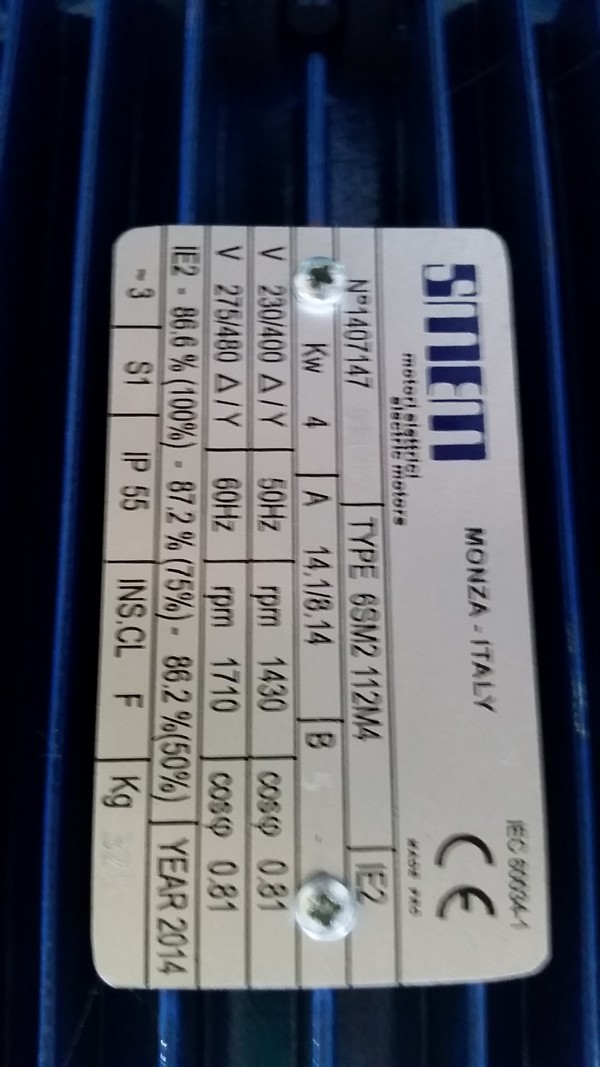 smem
MONZA - ITALY
IEC 60034-1
motori elettrici
electric motors
CE
N°1407147 TYPE 6SM2 112M4 IE2
Kw 4 A 14,1/8,14 B 5
V 230/400 Δ/Y 50Hz rpm 1430 cosφ 0.81
V 275/480 Δ/Y 60Hz rpm 1710 cosφ 0.81
IE2 - 86.6 % (100%) - 87.2 % (75%) - 86.2 %(50%) YEAR 2014
~ 3 S1 IP 55 INS.CL F Kg